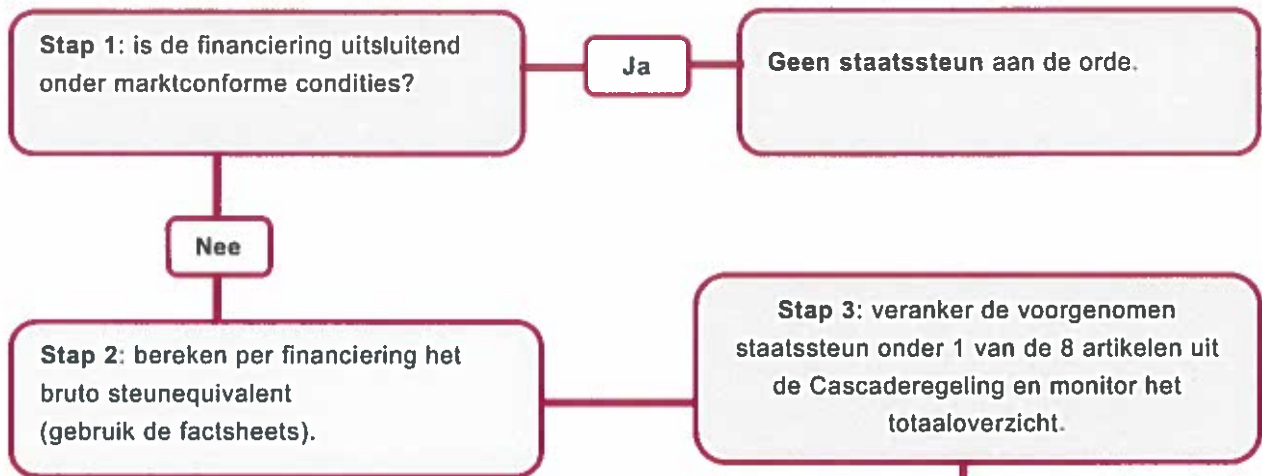 Stap 1: is de financiering uitsluitend
onder marktconforme condities?
Ja
Geen staatssteun aan de orde.
Nee
Stap 2: bereken per financiering het
bruto steunequivalent
(gebruik de factsheets).
Stap 3: veranker de voorgenomen
staatssteun onder 1 van de 8 artikelen uit
de Cascaderegeling en monitor het
totaaloverzicht.